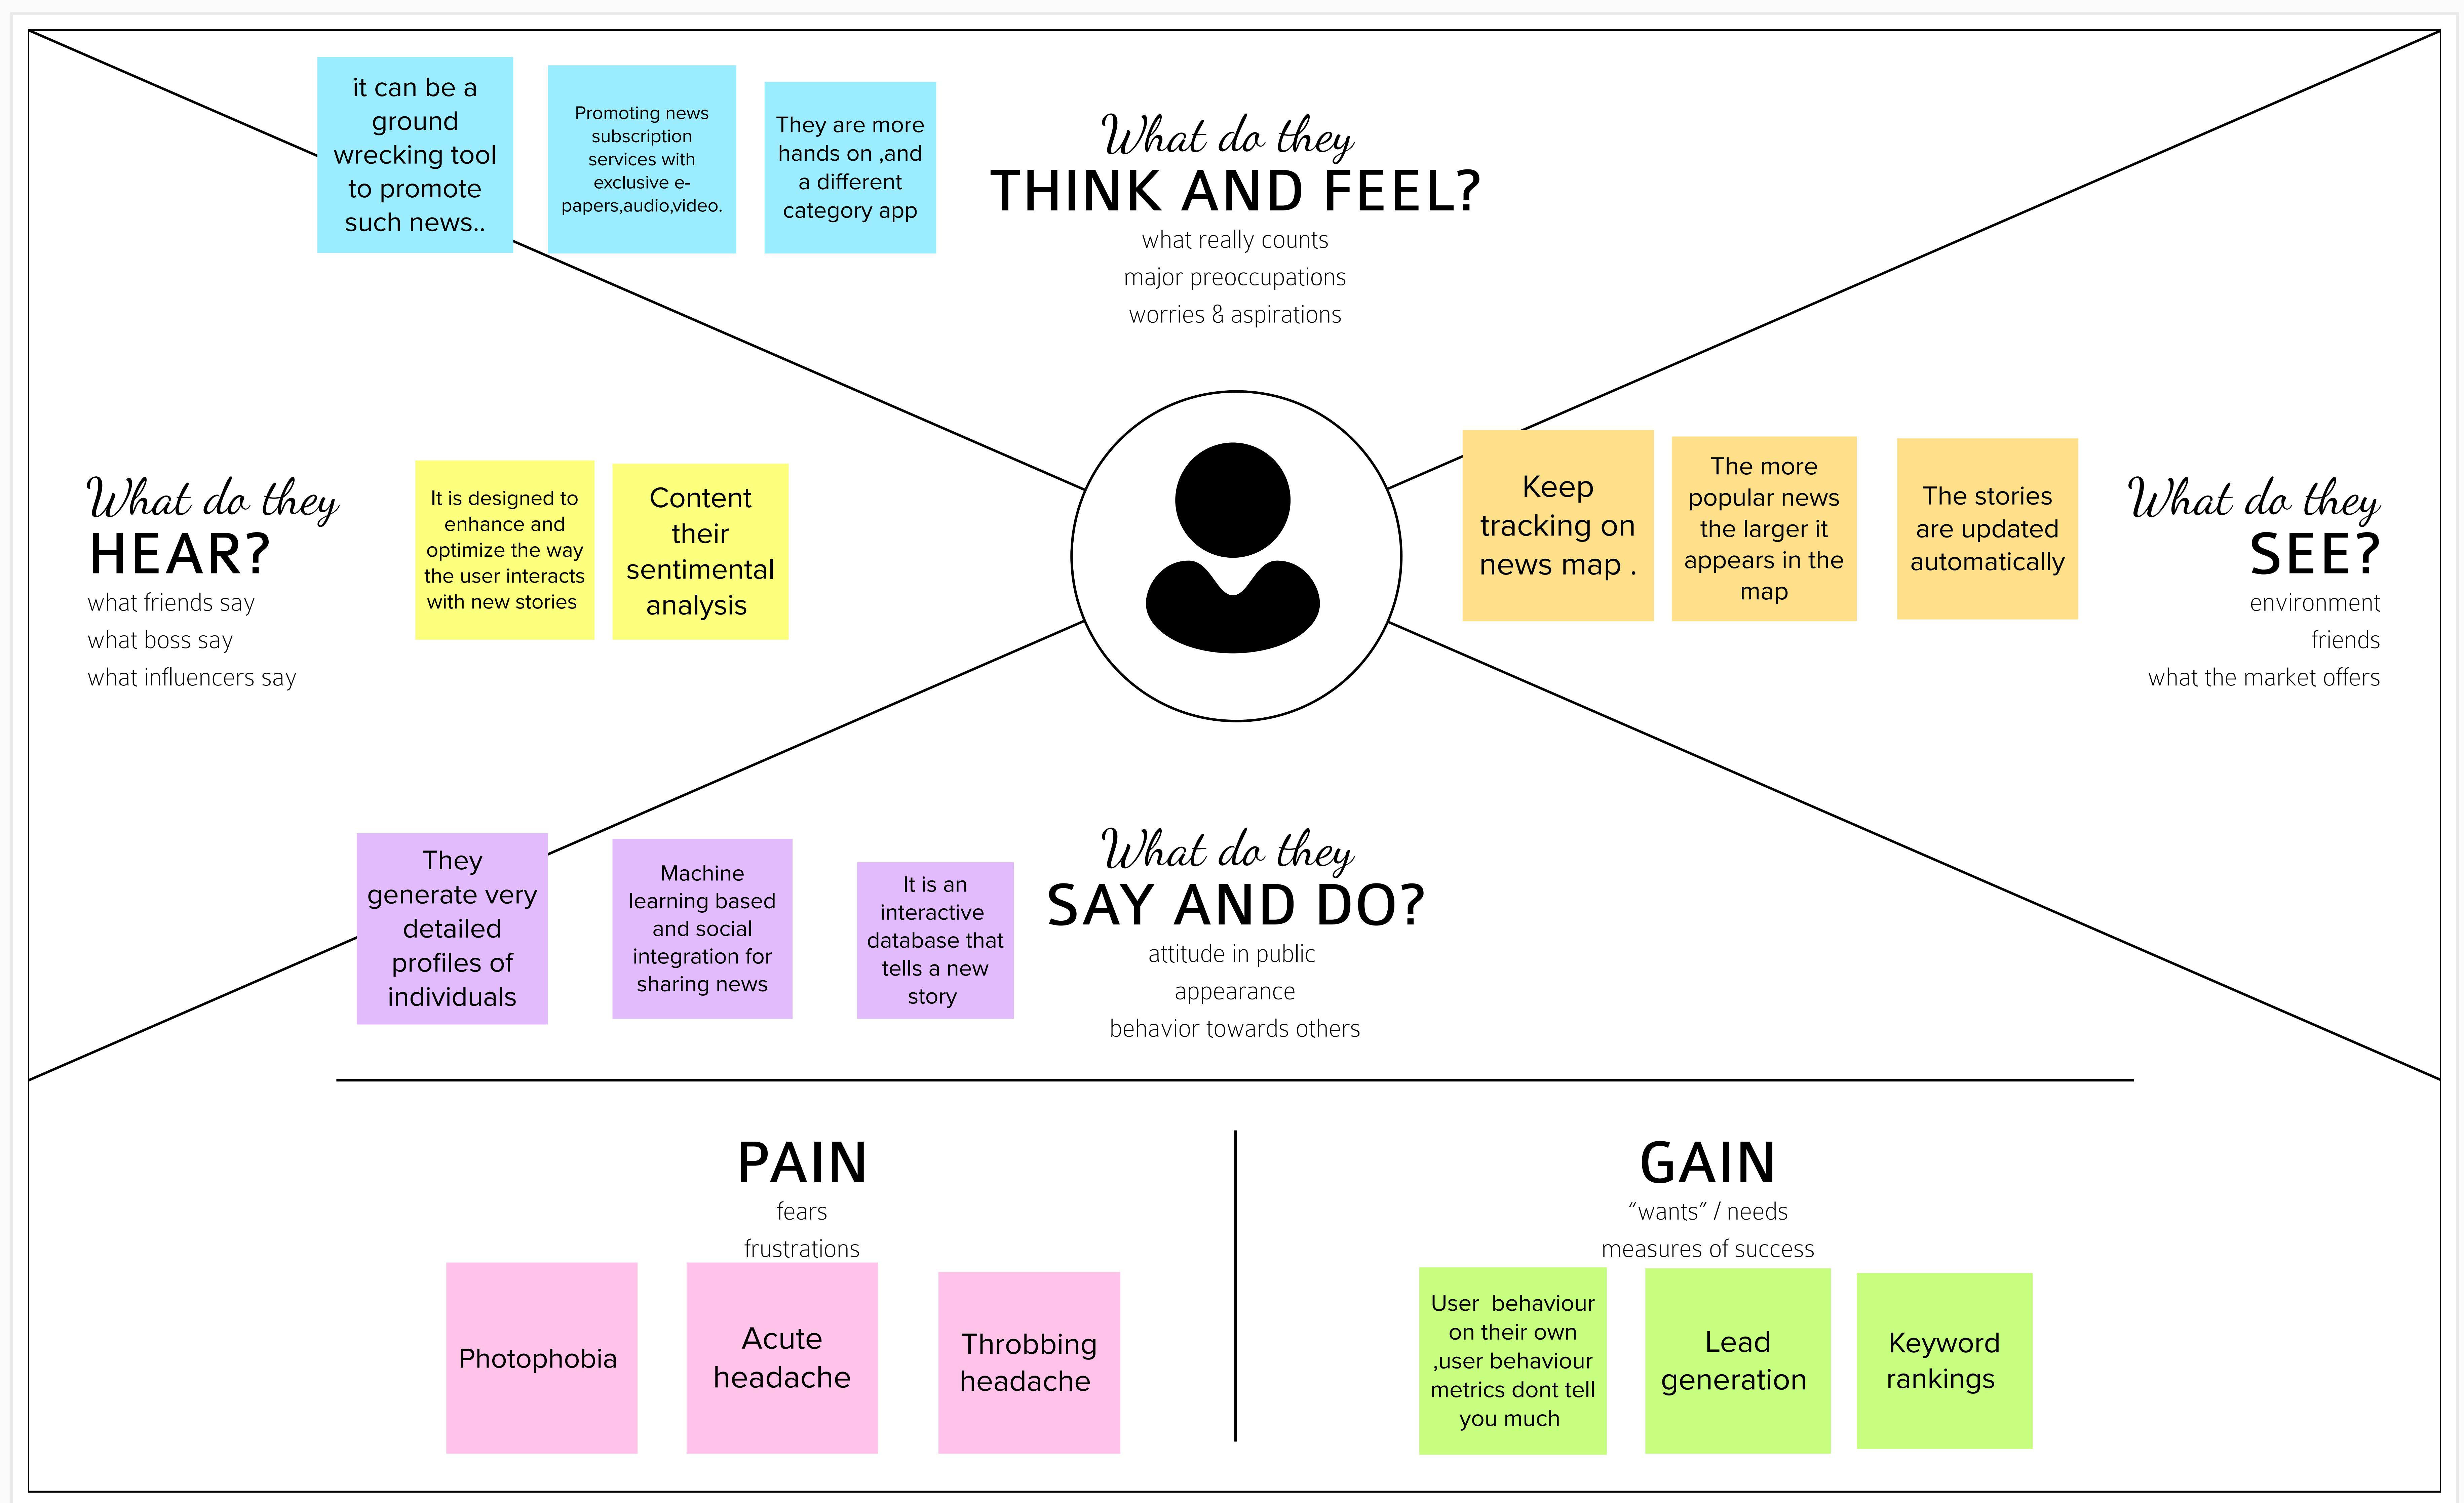 it can be a
ground
wrecking tool
to promote
such news..
Promoting news
subscription
services with
exclusive e-
papers,audio,video.
They are more
hands on ,and
a different
category app
What do they
THINK AND FEEL?
what really counts
major preoccupations
worries & aspirations
What do they
HEAR?
what friends say
what boss say
what influencers say
It is designed to
enhance and
optimize the way
the user interacts
with new stories
Content
their
sentimental
analysis
Keep
tracking on
news map .
The more
popular news
the larger it
appears in the
map
The stories
are updated
automatically
What do they
SEE?
environment
friends
what the market offers
They
generate very
detailed
profiles of
individuals
Machine
learning based
and social
integration for
sharing news
It is an
interactive
database that
tells a new
story
What do they
SAY AND DO?
attitude in public
appearance
behavior towards others
PAIN
fears
frustrations
Photophobia
Acute
headache
Throbbing
headache
GAIN
“wants” / needs
measures of success
User  behaviour
on their own
,user behaviour
metrics dont tell
you much
Lead
generation
Keyword
rankings